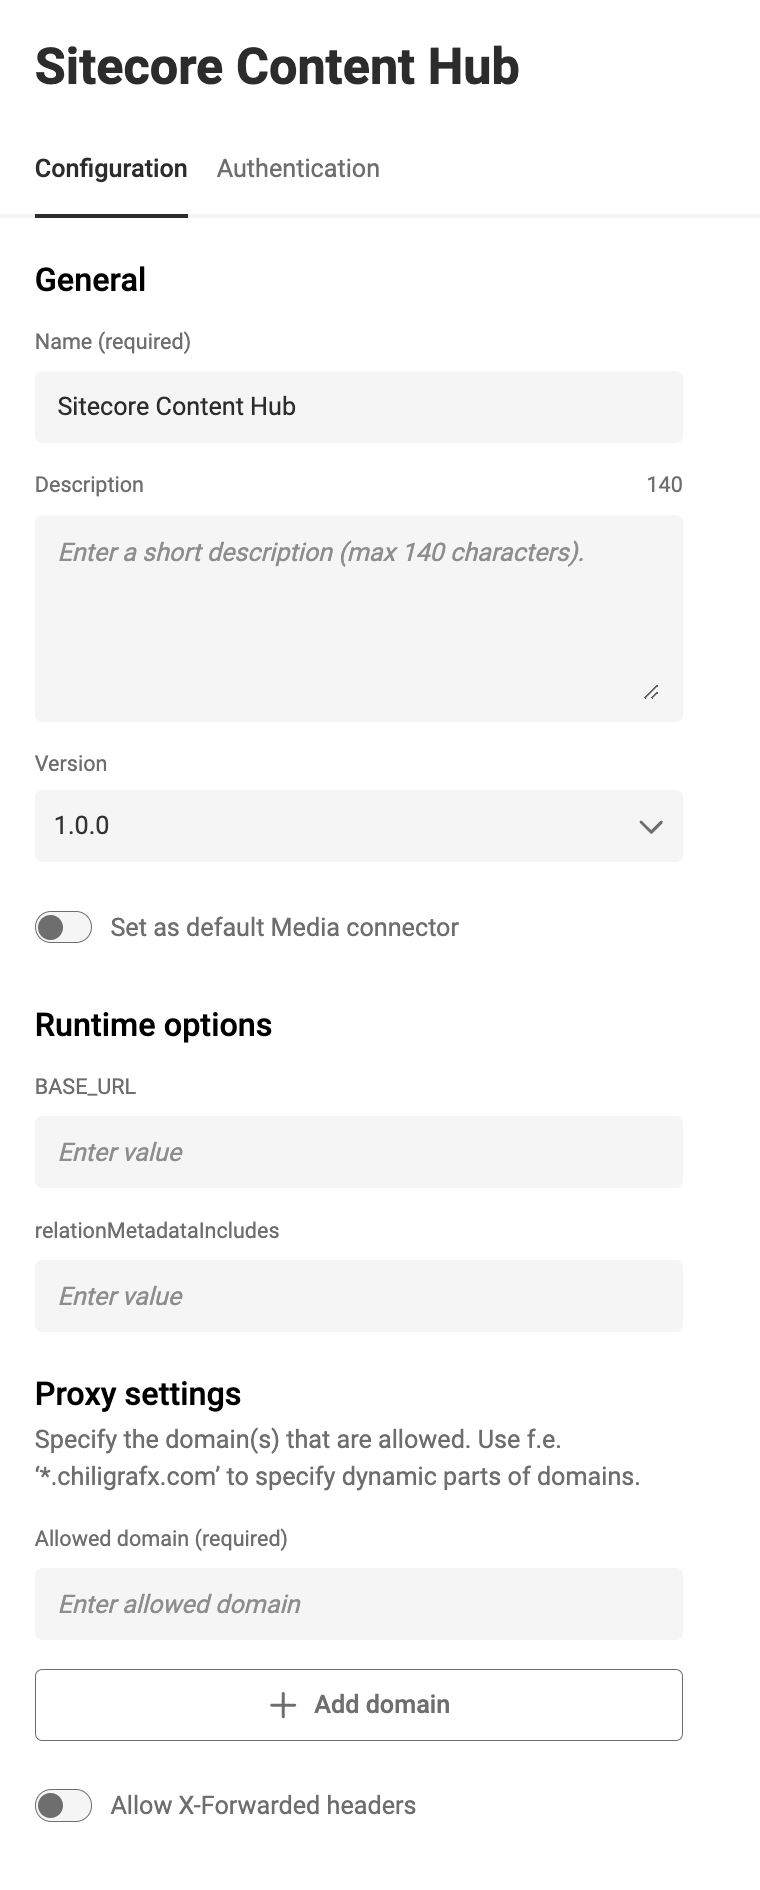 Sitecore Content Hub
Configuration Authentication
General
Name (required)
Sitecore Content Hub
Description 140
Enter a short description (max 140 characters).
Version
1.0.0
Set as default Media connector
Runtime options
BASE_URL
Enter value
relationMetadataIncludes
Enter value
Proxy settings
Specify the domain(s) that are allowed. Use f.e.
‘*.chiligrafx.com’ to specify dynamic parts of domains.
Allowed domain (required)
Enter allowed domain
Add domain
Allow X-Forwarded headers